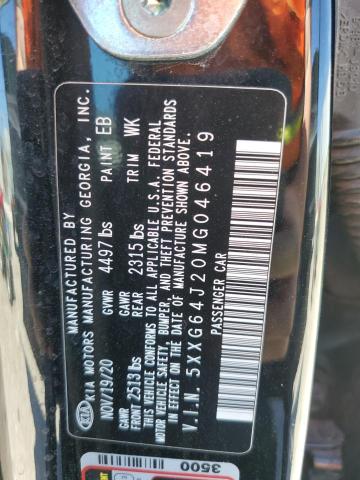 MANUFACTURED BY
KIA KIA MOTORS MANUFACTURING GEORGIA, INC.
NOV/19/20 GVWR 4497 lbs PAINT EB
GAWR FRONT 2513 lbs GAWR REAR 2315 lbs TRIM WK
THIS VEHICLE CONFORMS TO ALL APPLICABLE U.S.A. FEDERAL
MOTOR VEHICLE SAFETY, BUMPER, AND THEFT PREVENTION STANDARDS
IN EFFECT ON THE DATE OF MANUFACTURE SHOWN ABOVE.
V.I.N. 5XXG64J20MG046419
PASSENGER CAR
3500